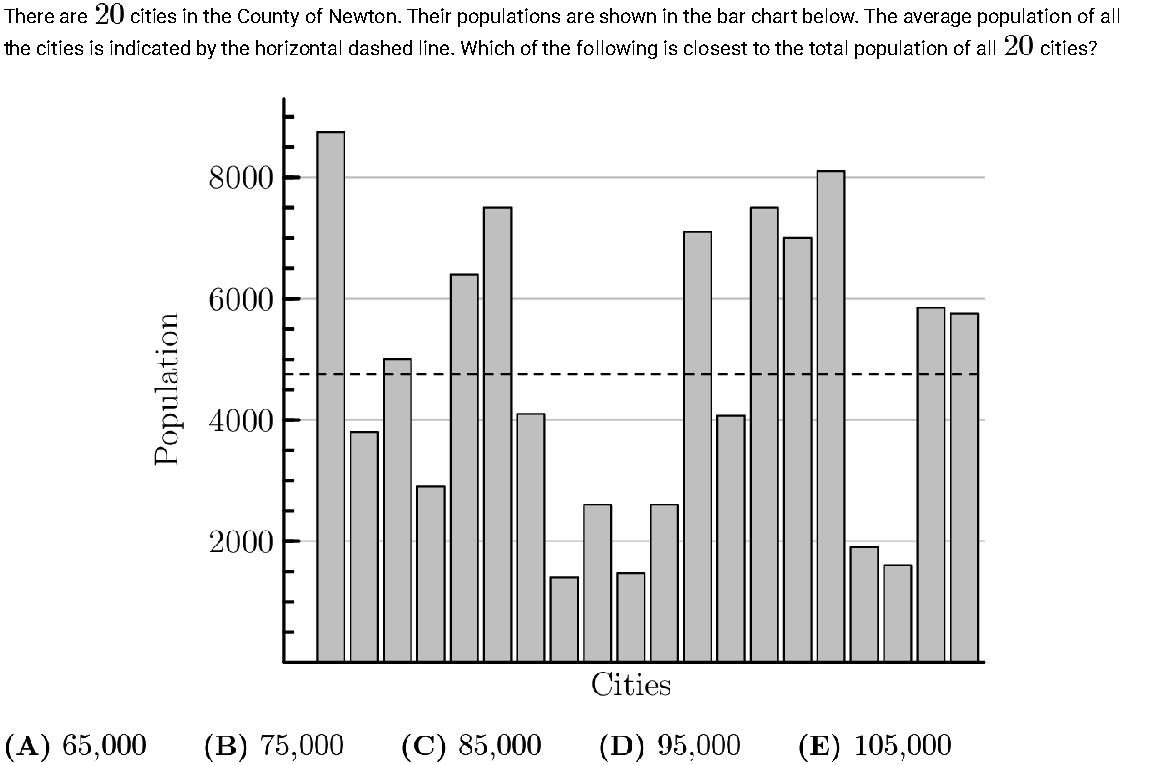 There are 20 cities in the County of Newton. Their populations are shown in the bar chart below. The average population of all
the cities is indicated by the horizontal dashed line. Which of the following is closest to the total population of all 20 cities?
8000
6000
Population
4000
2000
Cities
(A) 65,000 (B) 75,000 (C) 85,000 (D) 95,000 (E) 105,000